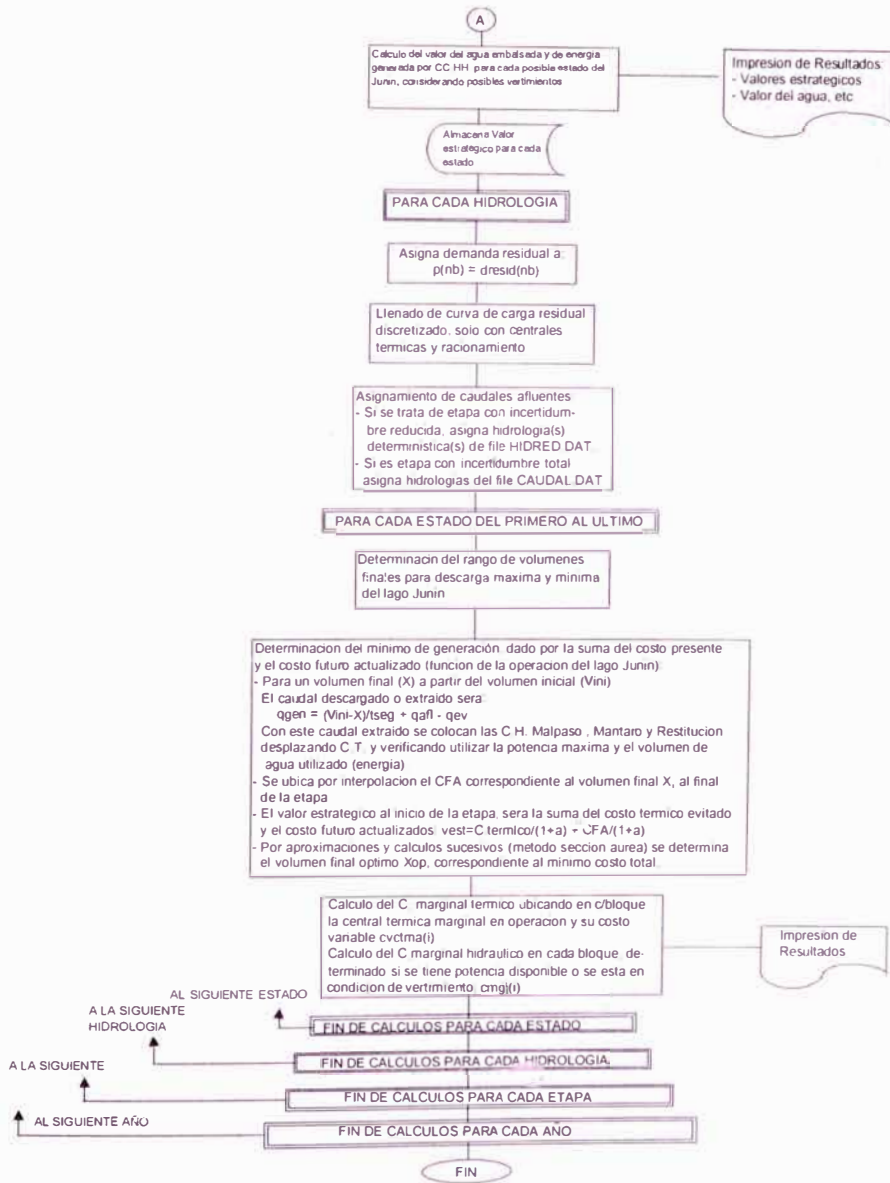 A
Calculo del valor del agua embalsada y de energia
generada por CC HH para cada posible estado del
Junin, considerando posibles vertimientos
Impresion de Resultados:
- Valores estrategicos
- Valor del agua, etc
Almacena Valor
estrategico para cada
estado
PARA CADA HIDROLOGIA
Asigna demanda residual a:
p(nb) = dresid(nb)
Llenado de curva de carga residual
discretizado, solo con centrales
termicas y racionamiento
Asignamiento de caudales afluentes
- Si se trata de etapa con incertidum-
bre reducida, asigna hidrologia(s)
deterministica(s) de file HIDRED DAT
- Si es etapa con incertidumbre total
asigna hidrologias del file CAUDAL DAT
PARA CADA ESTADO DEL PRIMERO AL ULTIMO
Determinacin del rango de volumenes
finales para descarga maxima y minima
del lago Junin
Determinacion del minimo de generación, dado por la suma del costo presente
y el costo futuro actualizado (funcion de la operacion del lago Junin):
- Para un volumen final (X) a partir del volumen inicial (Vini)
El caudal descargado o extraido sera:
qgen = (Vini-X)/tseg + qafl - qev
Con este caudal extraido se colocan las C H. Malpaso , Mantaro y Restitucion
desplazando C T. y verificando utilizar la potencia maxima y el volumen de
agua utilizado (energia)
- Se ubica por interpolacion el CFA correspondiente al volumen final X, al final
de la etapa
- El valor estrategico al inicio de la etapa, sera la suma del costo termico evitado
y el costo futuro actualizados: vest=C termico/(1+a) + CFA/(1+a)
- Por aproximaciones y calculos sucesivos (metodo seccion aurea) se determina
el volumen final optimo Xop, correspondiente al minimo costo total.
Calculo del C marginal termico ubicando en c/bloque
la central termica marginal en operacion y su costo
variable cvctma(i)
Calculo del C marginal hidraulico en cada bloque, de-
terminado si se tiene potencia disponible o se esta en
condicion de vertimiento, cmg)(i)
Impresion de
Resultados
AL SIGUIENTE ESTADO
FIN DE CALCULOS PARA CADA ESTADO
A LA SIGUIENTE
HIDROLOGIA
FIN DE CALCULOS PARA CADA HIDROLOGIA.
A LA SIGUIENTE
FIN DE CALCULOS PARA CADA ETAPA
AL SIGUIENTE AÑO
FIN DE CALCULOS PARA CADA AÑO
FIN